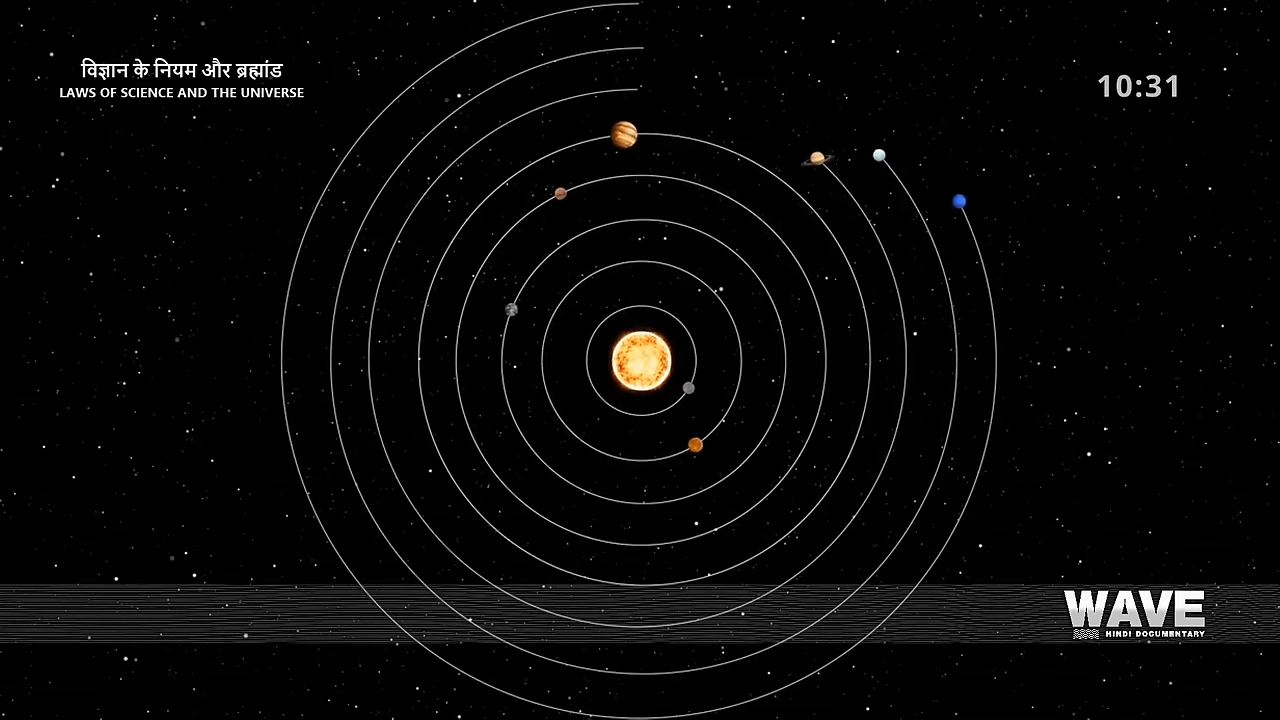 विज्ञान के नियम और ब्रह्मांड
LAWS OF SCIENCE AND THE UNIVERSE
10:31
WAVE
HINDI DOCUMENTARY